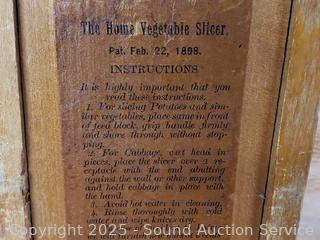 The Home Vegetable Slicer.
Pat. Feb. 22, 1898.
INSTRUCTIONS
It is highly important that you
read these instructions.
1. For slicing Potatoes and sim-
ilar vegetables, place same in front
of feed block, grip handle firmly
and shove through without stop-
ping.
2. For Cabbage, cut head in
pieces, place the slicer over a re-
ceptacle with the end abutting
against the wall or other support,
and hold cabbage in place with
the hand.
3. Avoid hot water in cleaning.
4. Rinse thoroughly with cold
water and wipe knives dry.
© Copyright 2025 - Sound Auction Service